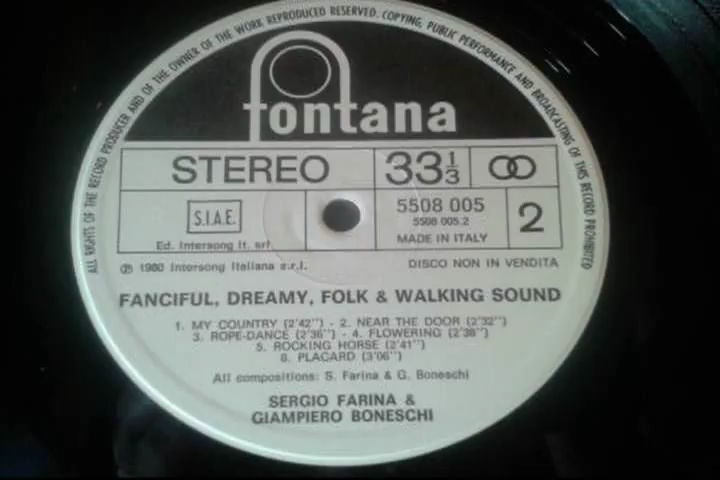 ALL RIGHTS OF THE RECORD PRODUCER AND OF THE OWNER OF THE WORK REPRODUCED RESERVED. COPYING, PUBLIC PERFORMANCE AND BROADCASTING OF THIS RECORD PROHIBITED
fontana
STEREO 33 1/3
S.I.A.E.
Ed. Intersong It. srl
5508 005
5508 005.2
MADE IN ITALY
2
℗ 1980 Intersong Italiana s.r.l. DISCO NON IN VENDITA
FANCIFUL, DREAMY, FOLK & WALKING SOUND
1. MY COUNTRY (2'42") - 2. NEAR THE DOOR (2'32")
3. ROPE-DANCE (2'36") - 4. FLOWERING (2'38")
5. ROCKING HORSE (2'41")
6. PLACARD (3'06")
All compositions: S. Farina & G. Boneschi
SERGIO FARINA &
GIAMPIERO BONESCHI